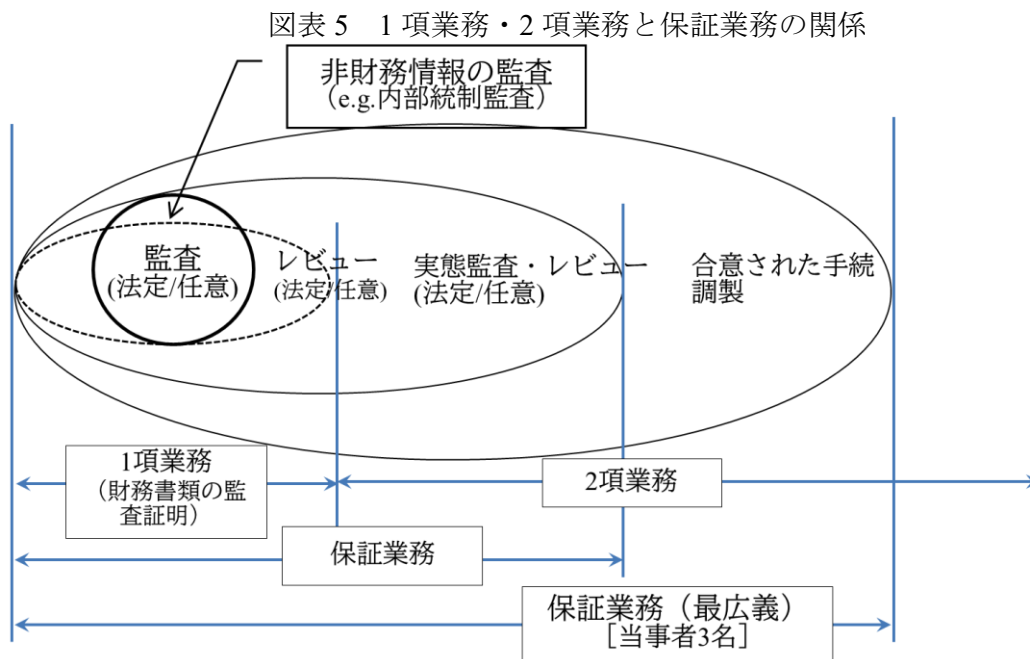 図表 5　1 項業務・2 項業務と保証業務の関係
非財務情報の監査
（e.g.内部統制監査）
監査
(法定/任意)
レビュー
(法定/任意)
実態監査・レビュー
(法定/任意)
合意された手続
調製
1項業務
（財務書類の監
査証明）
2項業務
保証業務
保証業務（最広義）
［当事者3名］